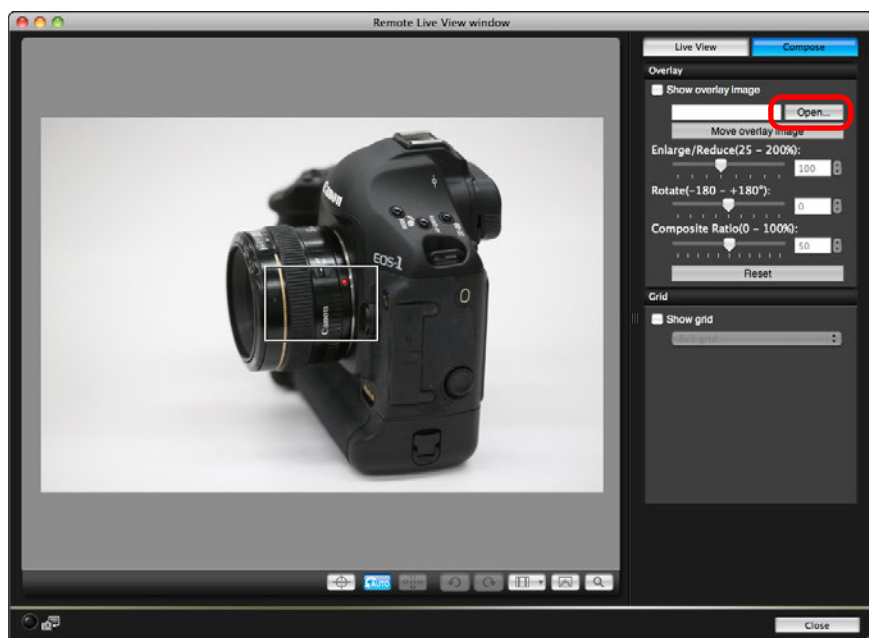 Remote Live View window
Live View
Compose
Overlay
Show overlay image
Open...
Move overlay image
Enlarge/Reduce(25 – 200%):
100
Rotate(-180 – +180°):
0
Composite Ratio(0 – 100%):
50
Reset
Grid
Show grid
Canon
EOS-1
Canon
AUTO
Close